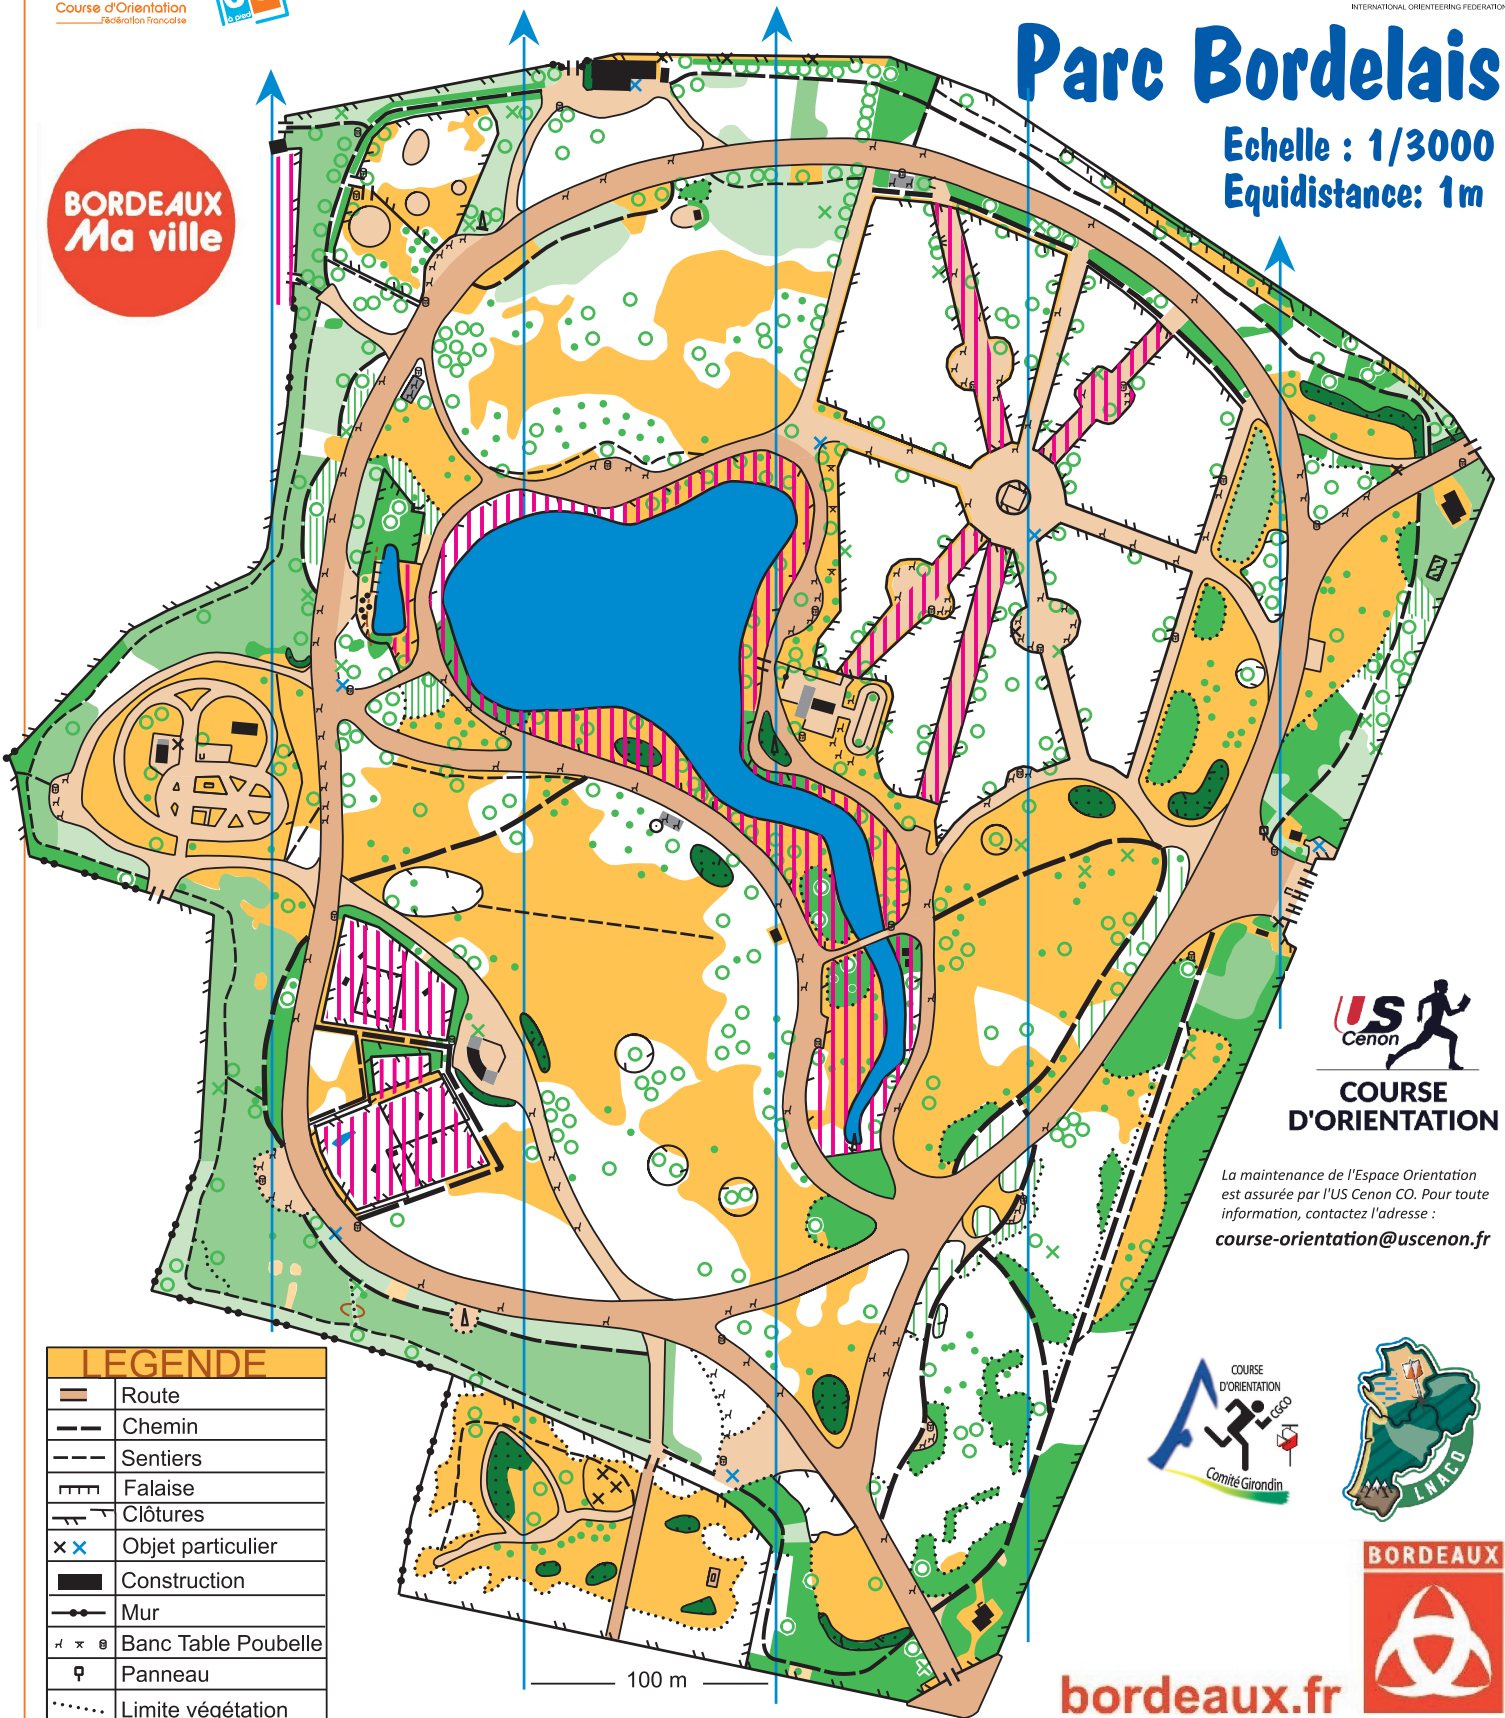 Course d'Orientation
Fédération Française
à pied
INTERNATIONAL ORIENTEERING FEDERATION
Parc Bordelais
Echelle : 1/3000
Equidistance: 1m
BORDEAUX
Ma ville
US
Cenon
COURSE
D'ORIENTATION
La maintenance de l'Espace Orientation
est assurée par l'US Cenon CO. Pour toute
information, contactez l'adresse :
course-orientation@uscenon.fr
COURSE
D'ORIENTATION
CGCO
Comité Girondin
LNACO
LEGENDE
Route
Chemin
Sentiers
Falaise
Clôtures
Objet particulier
Construction
Mur
Banc Table Poubelle
Panneau
Limite végétation
100 m
bordeaux.fr
BORDEAUX